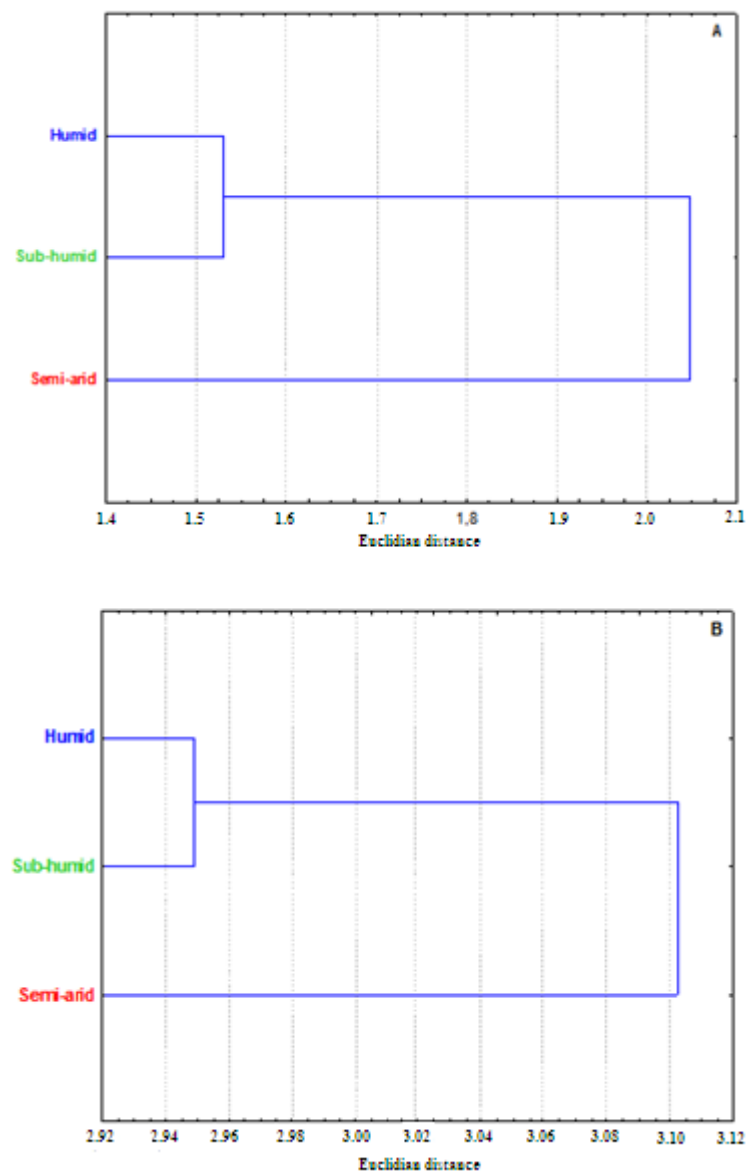 A
Humid
Sub-humid
Semi-arid
1.4 1.5 1.6 1.7 1,8 1.9 2.0 2.1
Euclidian distance
B
Humid
Sub-humid
Semi-arid
2.92 2.94 2.96 2.98 3.00 3.02 3.04 3.06 3.08 3.10 3.12
Euclidian distance